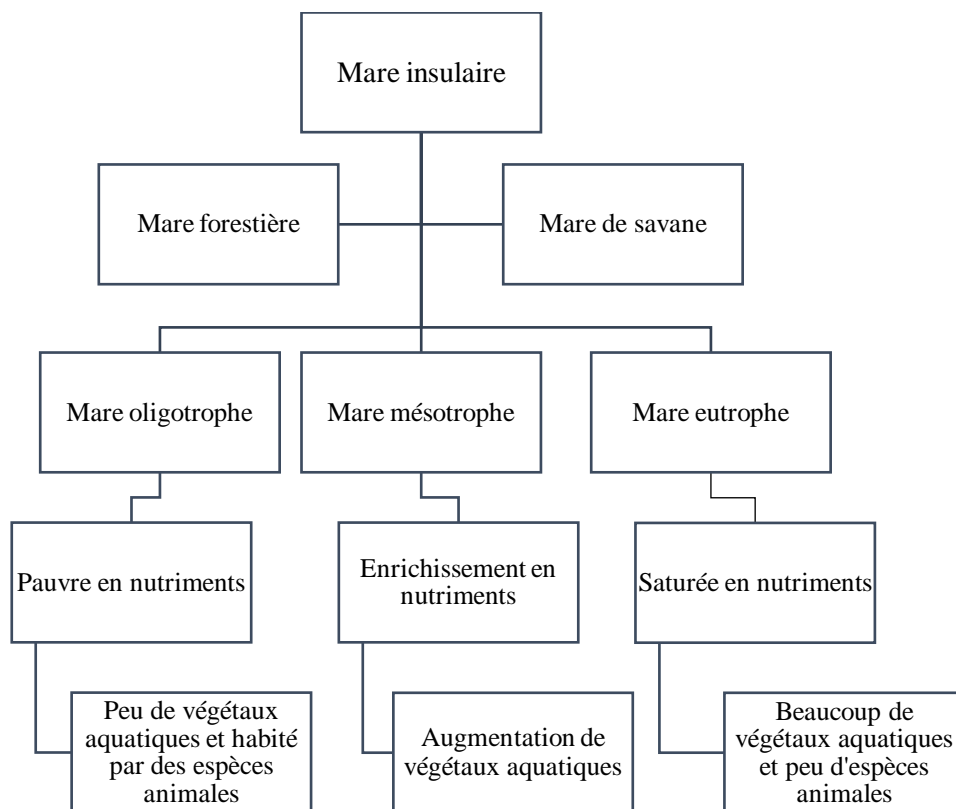 Mare insulaire
Mare forestière
Mare de savane
Mare oligotrophe
Mare mésotrophe
Mare eutrophe
Pauvre en nutriments
Enrichissement en
nutriments
Saturée en nutriments
Peu de végétaux
aquatiques et habité
par des espèces
animales
Augmentation de
végétaux aquatiques
Beaucoup de
végétaux aquatiques
et peu d'espèces
animales